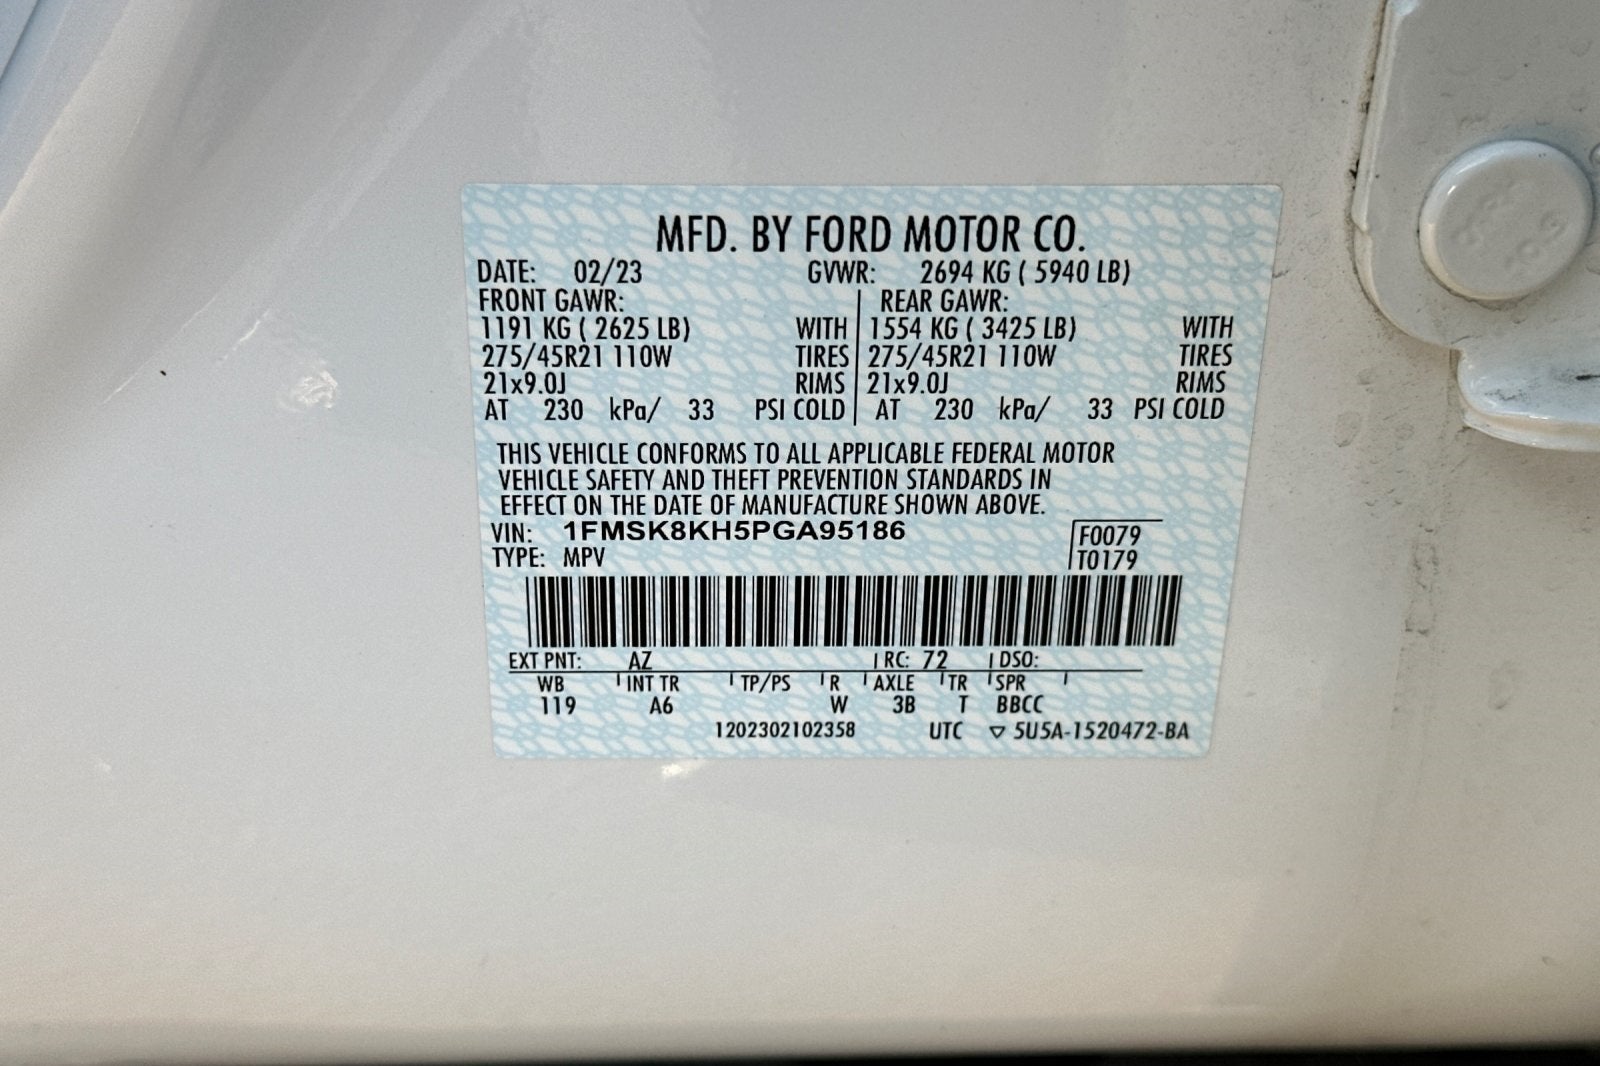 MFD. BY FORD MOTOR CO.
DATE: 02/23 GVWR: 2694 KG ( 5940 LB)
FRONT GAWR: REAR GAWR:
1191 KG ( 2625 LB) WITH 1554 KG ( 3425 LB) WITH
275/45R21 110W TIRES 275/45R21 110W TIRES
21x9.0J RIMS 21x9.0J RIMS
AT 230 kPa/ 33 PSI COLD AT 230 kPa/ 33 PSI COLD
THIS VEHICLE CONFORMS TO ALL APPLICABLE FEDERAL MOTOR
VEHICLE SAFETY AND THEFT PREVENTION STANDARDS IN
EFFECT ON THE DATE OF MANUFACTURE SHOWN ABOVE.
VIN: 1FMSK8KH5PGA95186 F0079
TYPE: MPV T0179
EXT PNT: AZ RC: 72 DSO:
WB INT TR TP/PS R AXLE TR SPR
119 A6 W 3B T BBCC
1202302102358 UTC ▽ 5U5A-1520472-BA